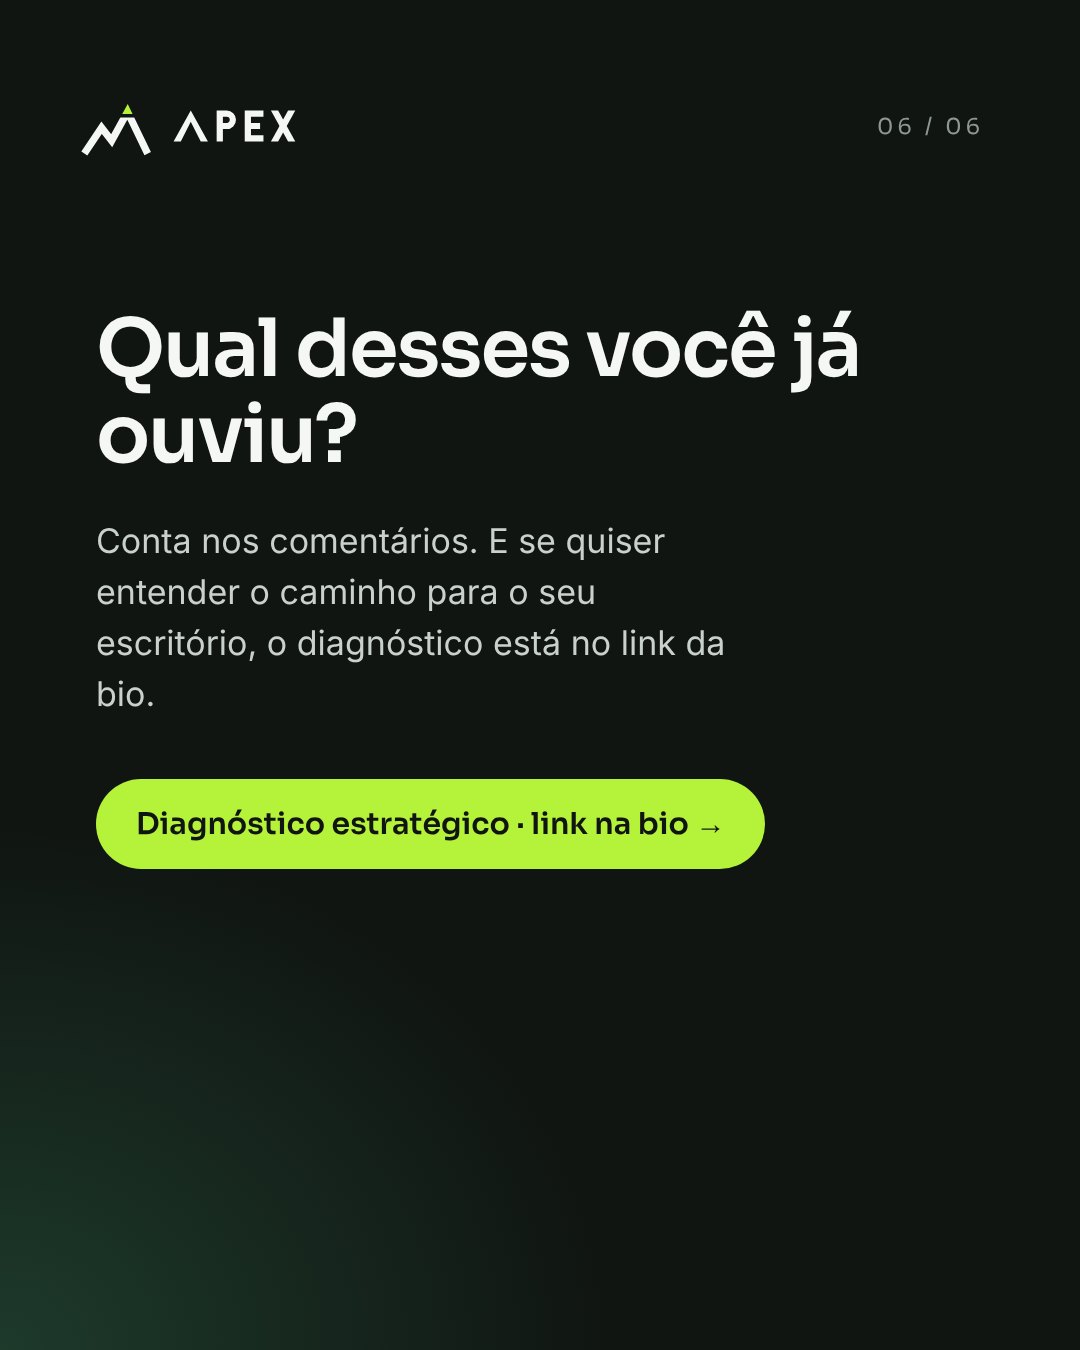 APEX
06 / 06
Qual desses você já
ouviu?
Conta nos comentários. E se quiser
entender o caminho para o seu
escritório, o diagnóstico está no link da
bio.
Diagnóstico estratégico · link na bio →